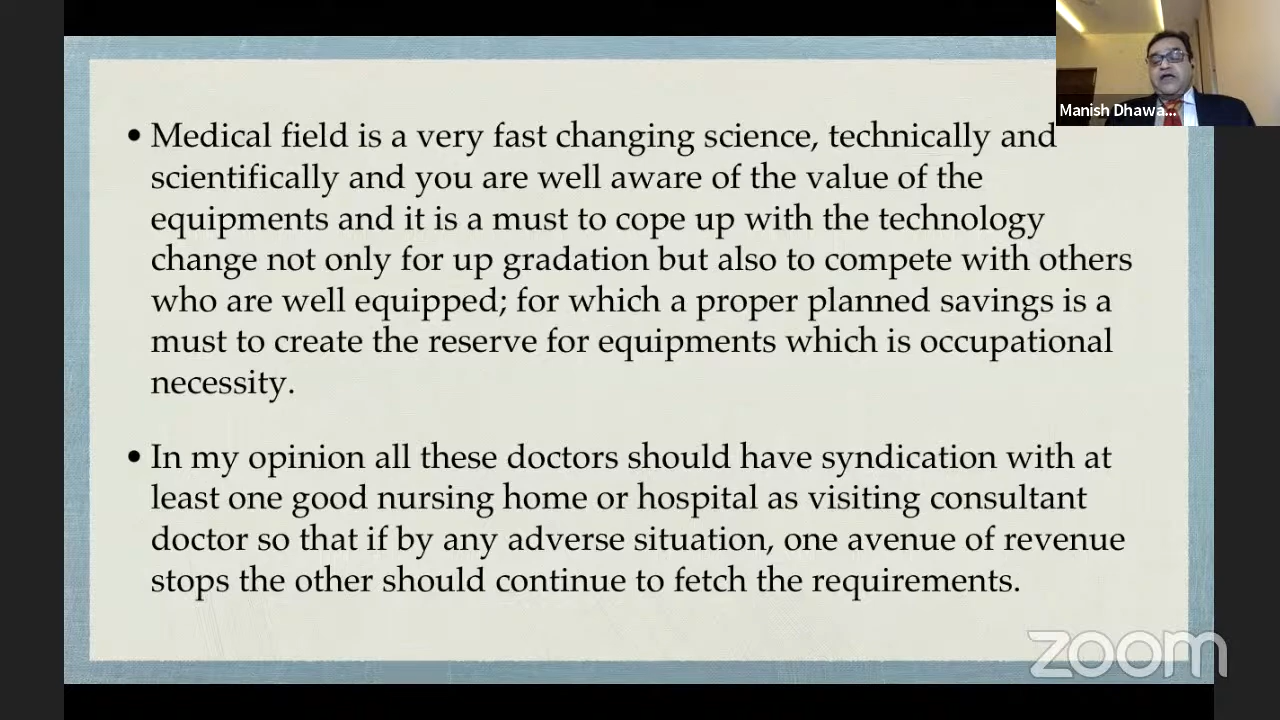 Manish Dhawa...
• Medical field is a very fast changing science, technically and
scientifically and you are well aware of the value of the
equipments and it is a must to cope up with the technology
change not only for up gradation but also to compete with others
who are well equipped; for which a proper planned savings is a
must to create the reserve for equipments which is occupational
necessity.
• In my opinion all these doctors should have syndication with at
least one good nursing home or hospital as visiting consultant
doctor so that if by any adverse situation, one avenue of revenue
stops the other should continue to fetch the requirements.
zoom